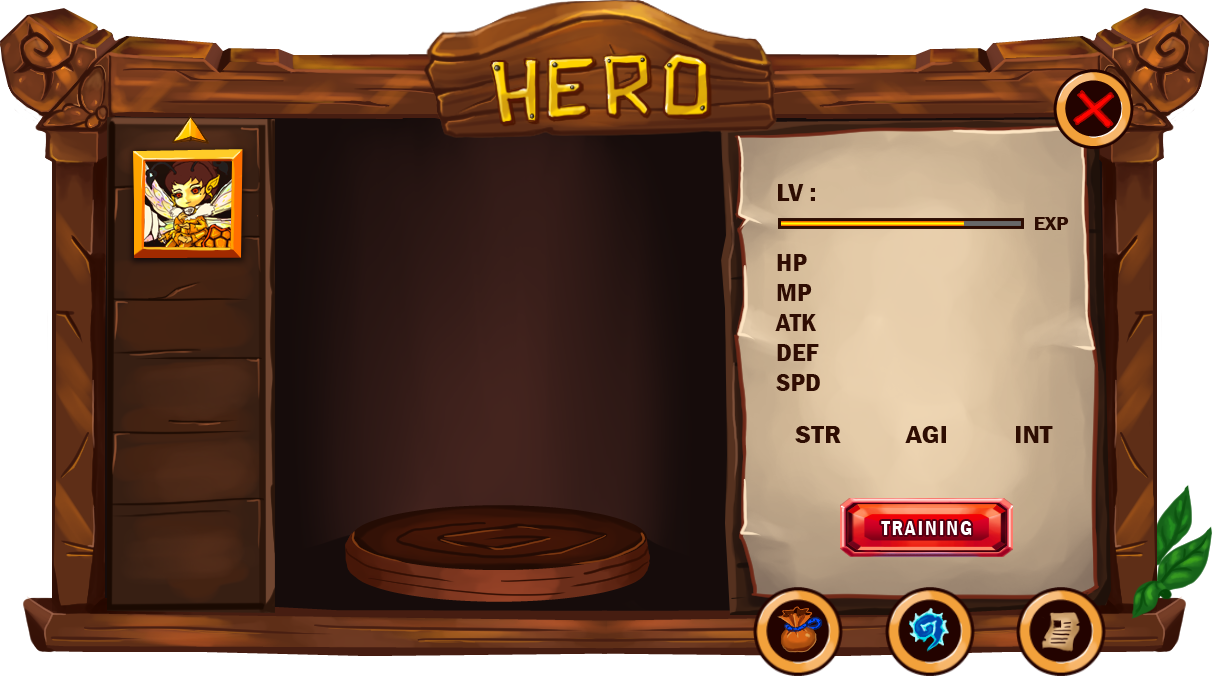 HERO
LV :
EXP
HP
MP
ATK
DEF
SPD
STR AGI INT
TRAINING